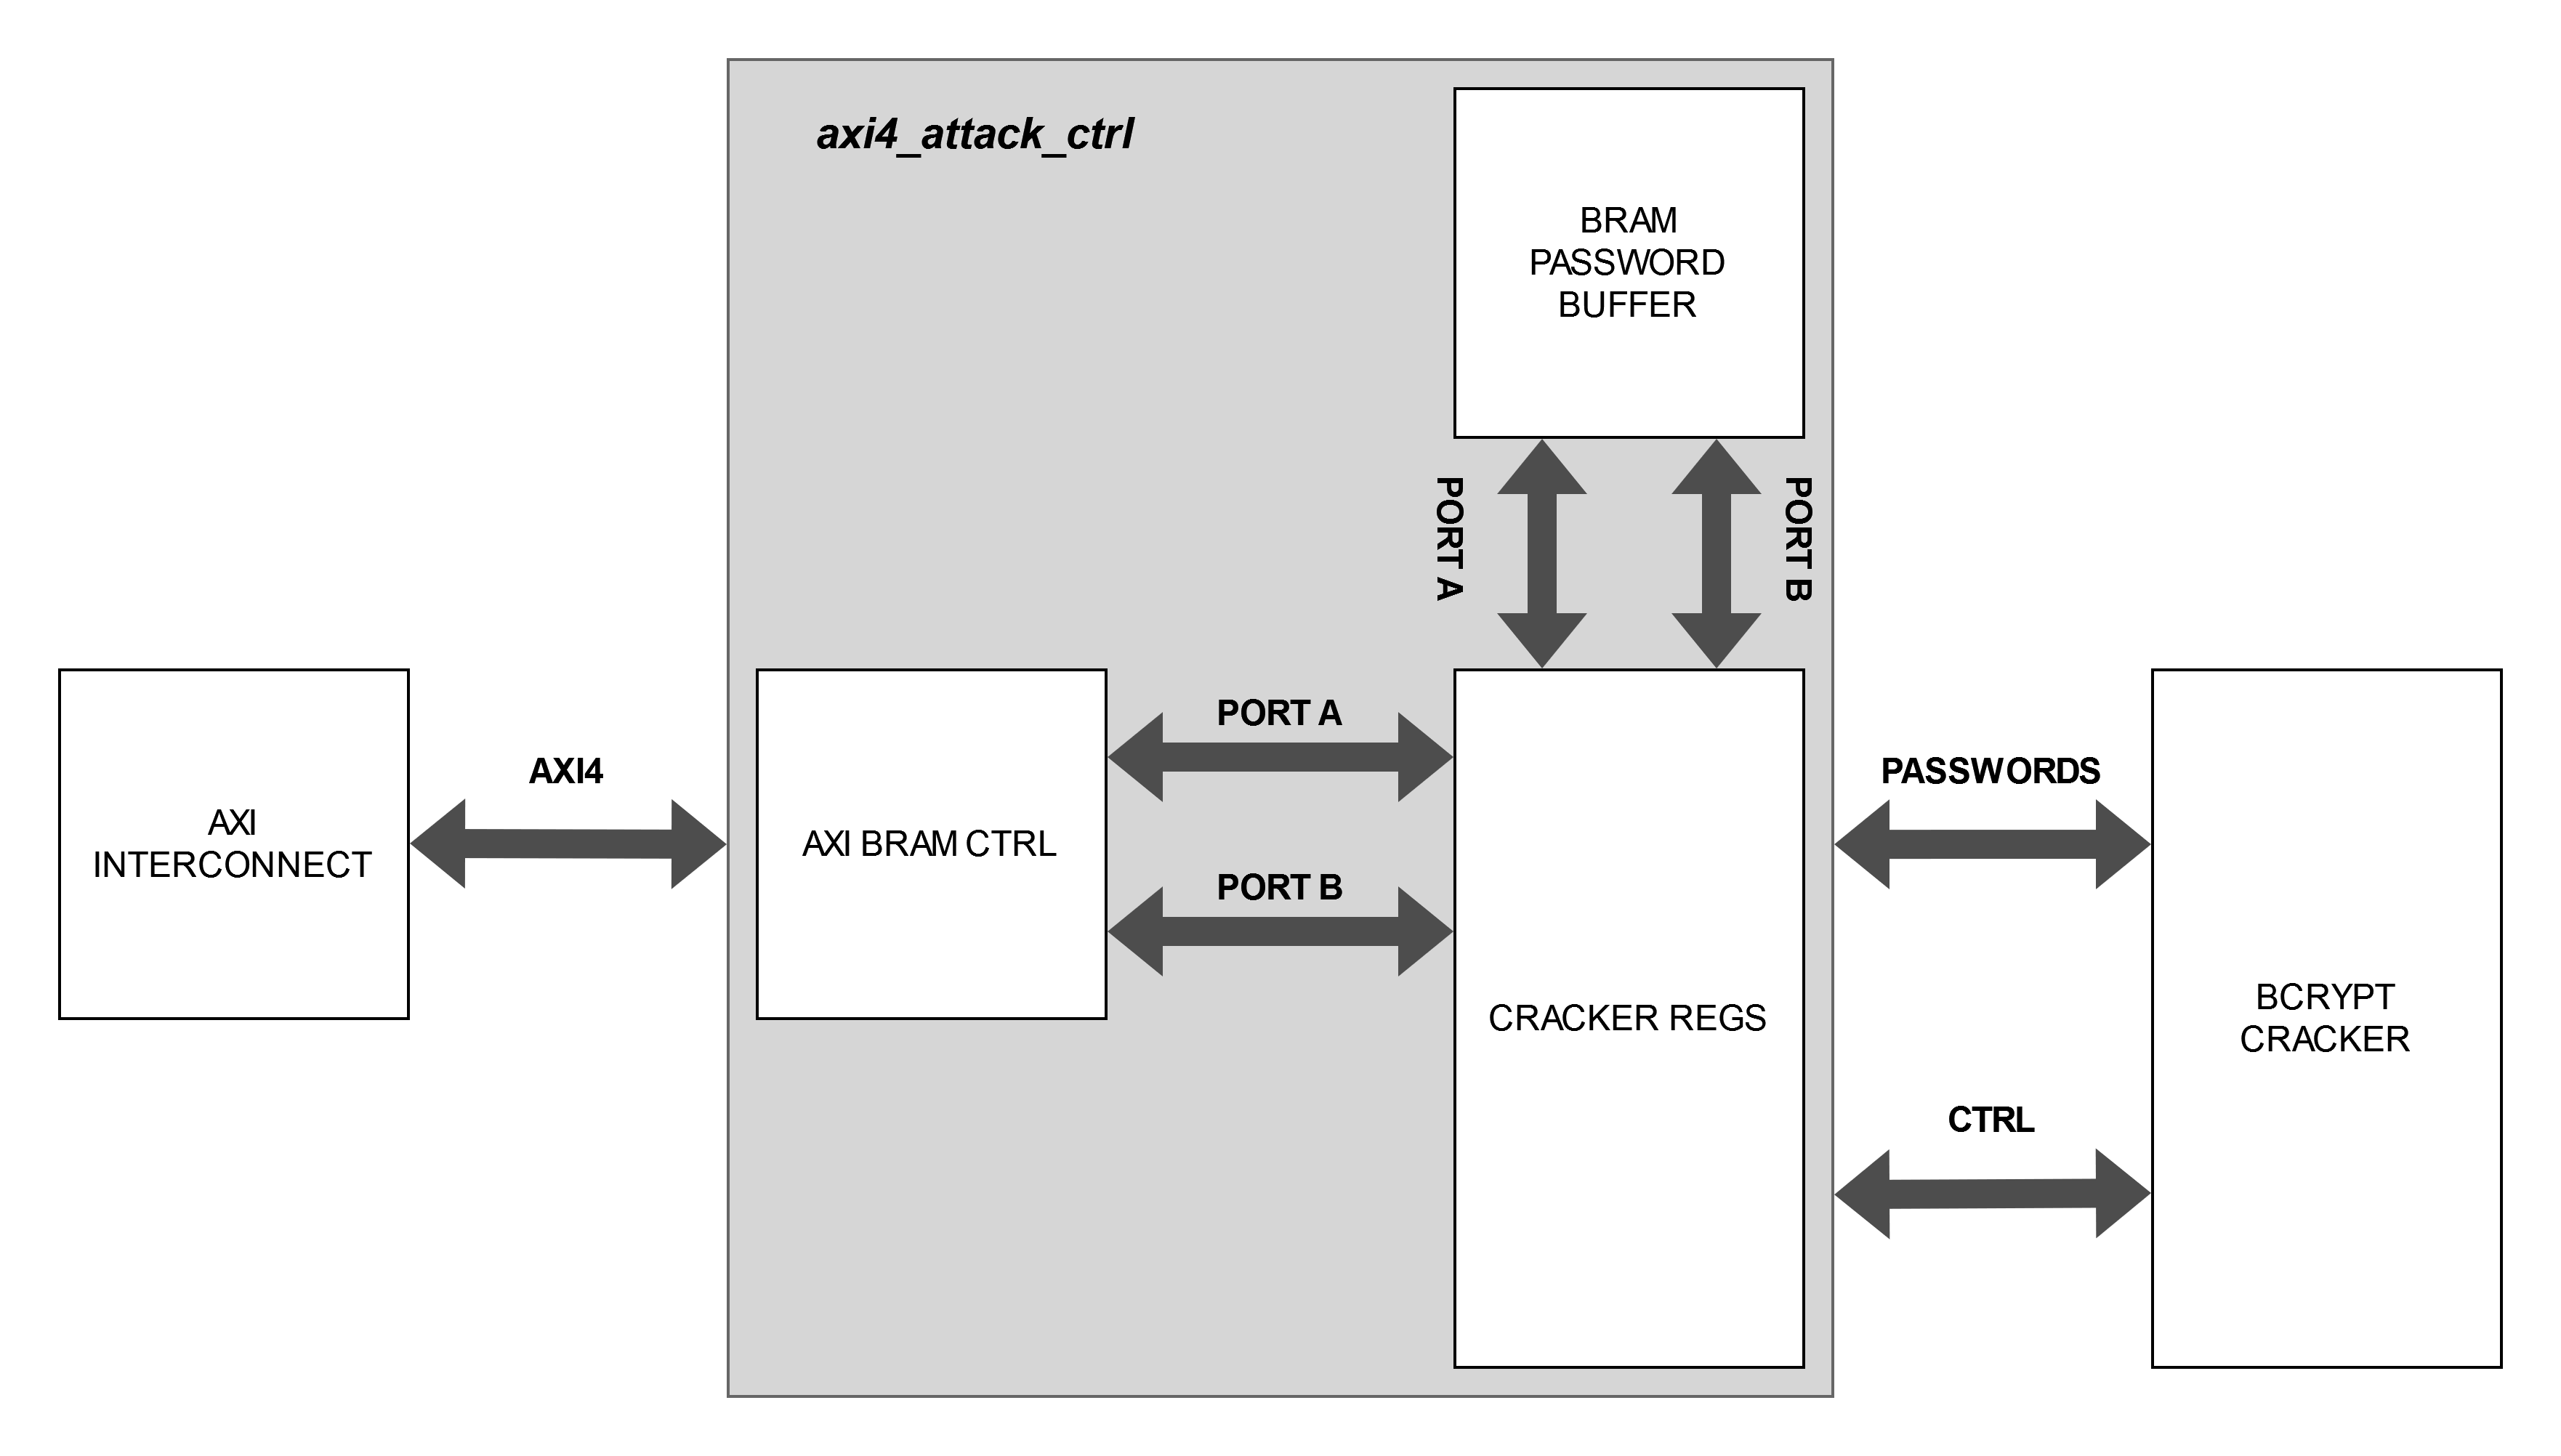 axi4_attack_ctrl
BRAM
PASSWORD
BUFFER
PORT A
PORT B
AXI
INTERCONNECT
AXI4
AXI BRAM CTRL
PORT A
PORT B
CRACKER REGS
PASSWORDS
CTRL
BCRYPT
CRACKER